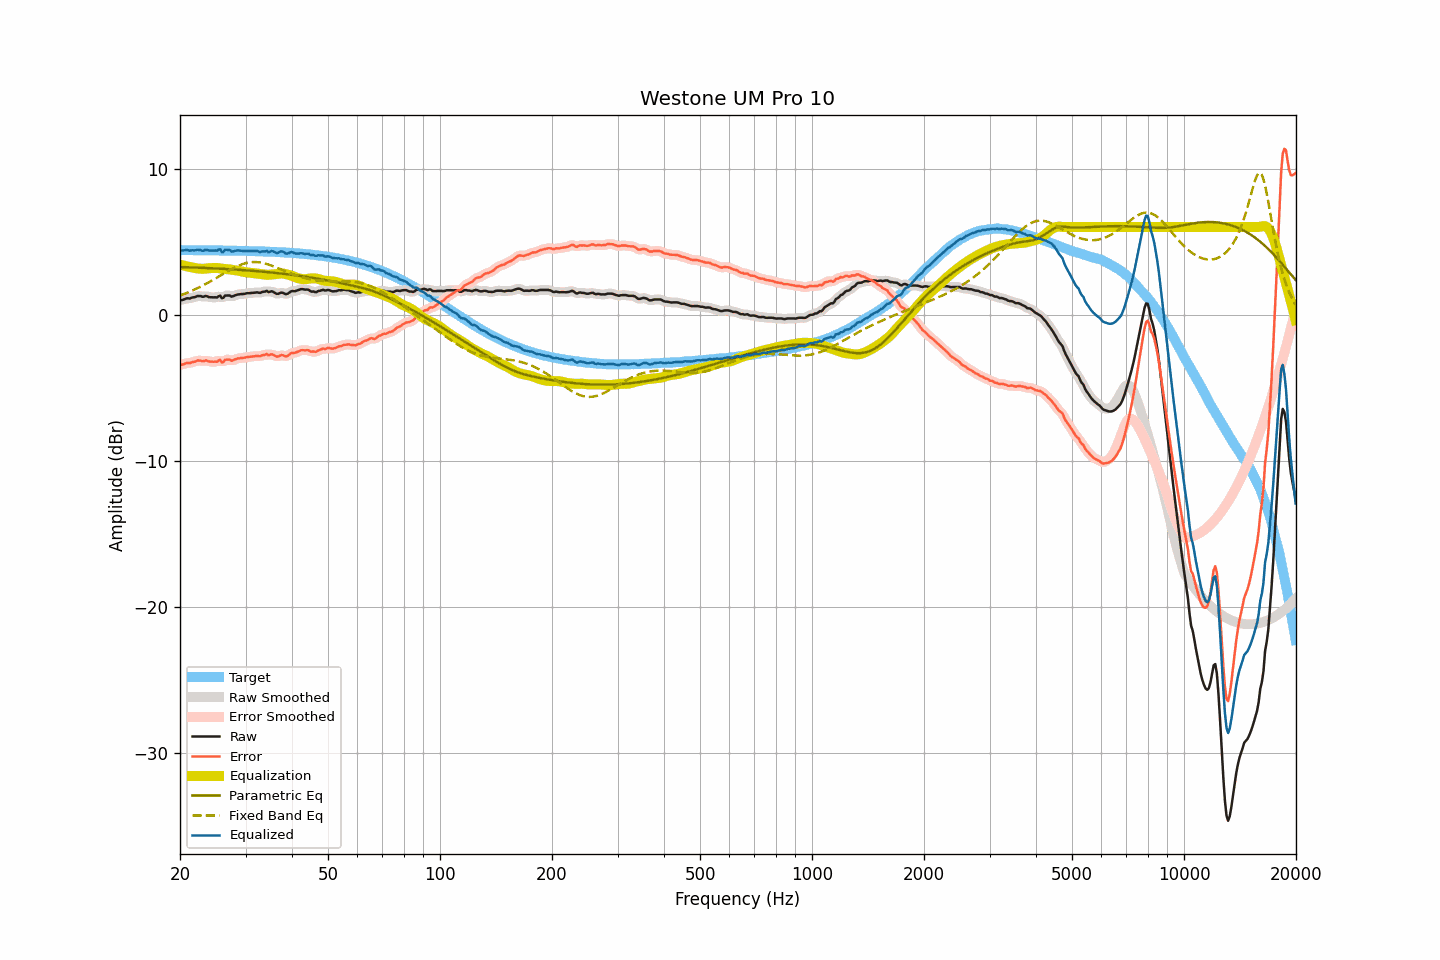 Westone UM Pro 10
Amplitude (dBr)
10
0
−10
−20
−30
Target
Raw Smoothed
Error Smoothed
Raw
Error
Equalization
Parametric Eq
Fixed Band Eq
Equalized
20 50 100 200 500 1000 2000 5000 10000 20000
Frequency (Hz)